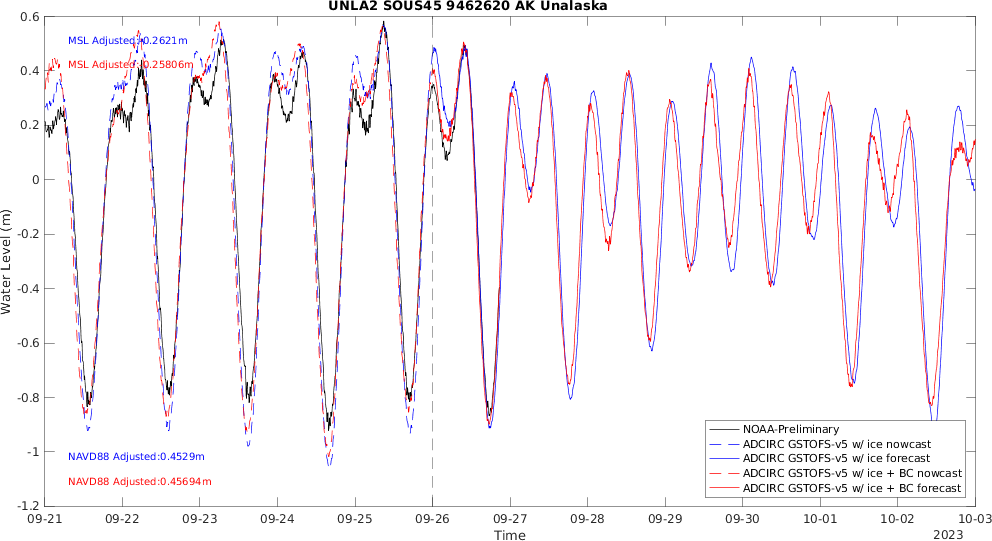 UNLA2 SOUS45 9462620 AK Unalaska
MSL Adjusted:-0.2621m
MSL Adjusted:-0.25806m
NAVD88 Adjusted:0.4529m
NAVD88 Adjusted:0.45694m
Water Level (m)
0.6
0.4
0.2
0
-0.2
-0.4
-0.6
-0.8
-1
-1.2
NOAA-Preliminary
ADCIRC GSTOFS-v5 w/ ice nowcast
ADCIRC GSTOFS-v5 w/ ice forecast
ADCIRC GSTOFS-v5 w/ ice + BC nowcast
ADCIRC GSTOFS-v5 w/ ice + BC forecast
09-21 09-22 09-23 09-24 09-25 09-26 09-27 09-28 09-29 09-30 10-01 10-02 10-03
Time
2023